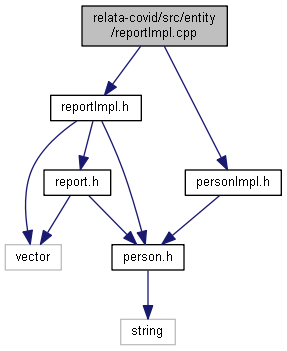 relata-covid/src/entity
/reportImpl.cpp
reportImpl.h
report.h
personImpl.h
vector
person.h
string